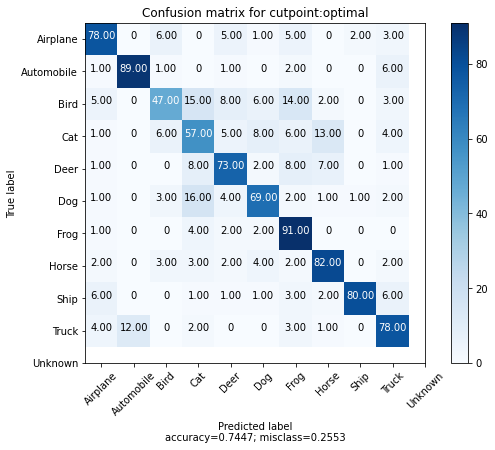 Confusion matrix for cutpoint:optimal
Airplane 78.00 0 6.00 0 5.00 1.00 5.00 0 2.00 3.00
Automobile 1.00 89.00 1.00 0 1.00 0 2.00 0 0 6.00
Bird 5.00 0 47.00 15.00 8.00 6.00 14.00 2.00 0 3.00
Cat 1.00 0 6.00 57.00 5.00 8.00 6.00 13.00 0 4.00
Deer 1.00 0 0 8.00 73.00 2.00 8.00 7.00 0 1.00
Dog 1.00 0 3.00 16.00 4.00 69.00 2.00 1.00 1.00 2.00
Frog 1.00 0 0 4.00 2.00 2.00 91.00 0 0 0
Horse 2.00 0 3.00 3.00 2.00 4.00 2.00 82.00 0 2.00
Ship 6.00 0 0 1.00 1.00 1.00 3.00 2.00 80.00 6.00
Truck 4.00 12.00 0 2.00 0 0 3.00 1.00 0 78.00
Unknown
True label
Airplane Automobile Bird Cat Deer Dog Frog Horse Ship Truck Unknown
Predicted label
accuracy=0.7447; misclass=0.2553
80
60
40
20
0